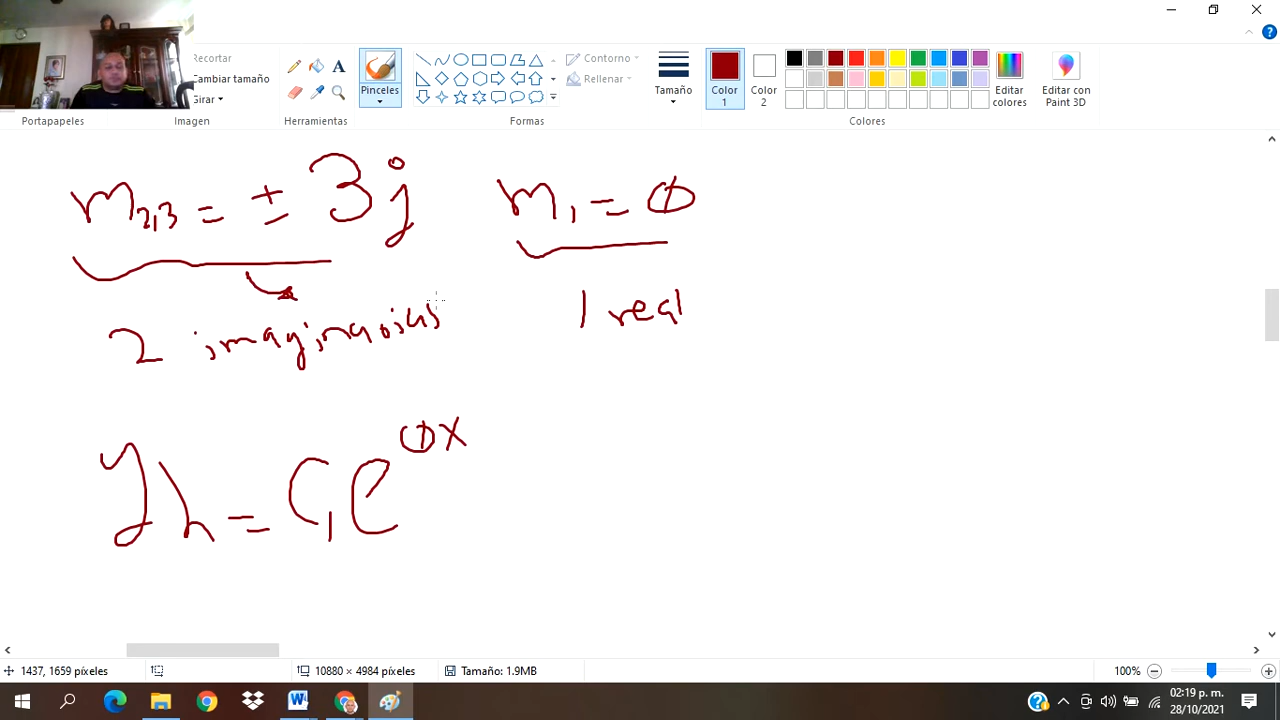 Recortar
Cambiar tamaño
Girar
Portapapeles
Imagen
Herramientas
Pinceles
Formas
Contorno
Rellenar
Tamaño
Color 1
Color 2
Colores
Editar colores
Editar con Paint 3D
m2,3 = ± 3j m1 = 0
2 imaginarias 1 real
yh = C1e^0x
1437, 1659 píxeles
10880 × 4984 píxeles
Tamaño: 1.9MB
100%
02:19 p. m.
28/10/2021